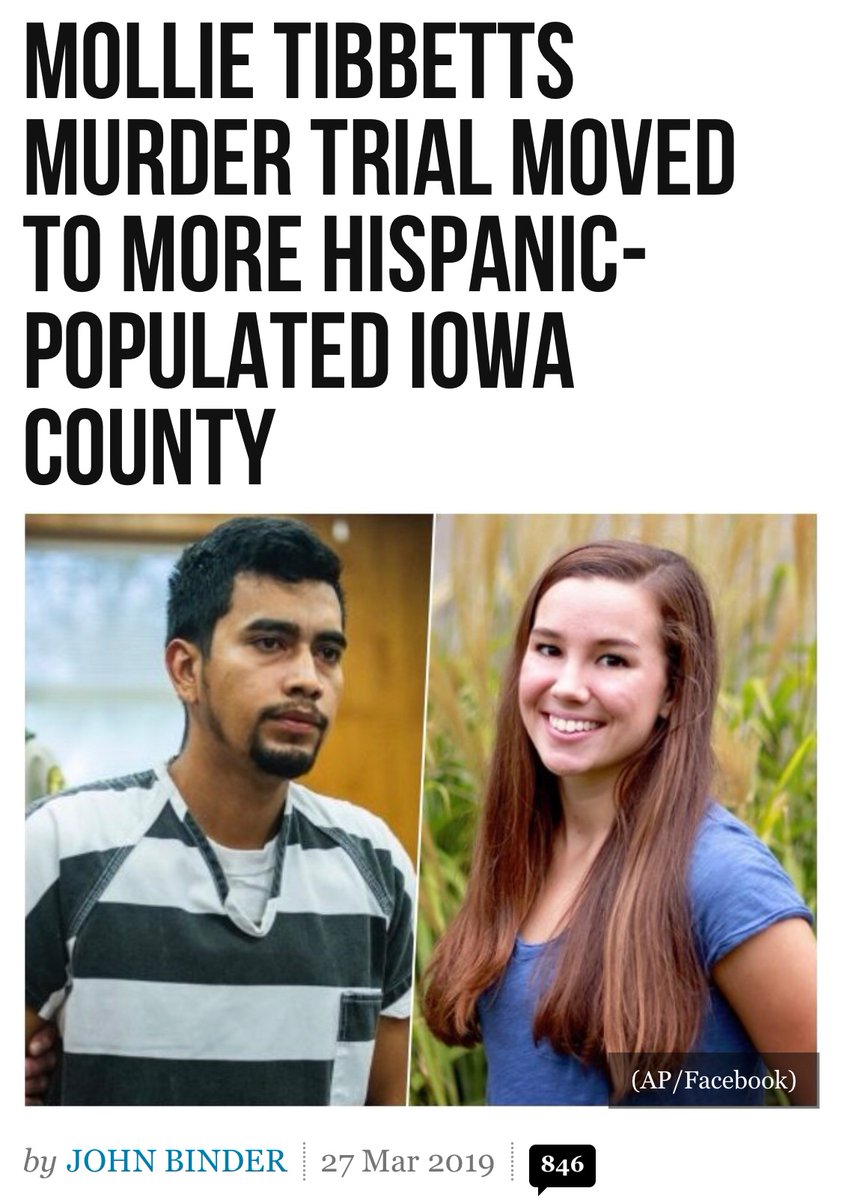 MOLLIE TIBBETTS
MURDER TRIAL MOVED
TO MORE HISPANIC-
POPULATED IOWA
COUNTY
(AP/Facebook)
by JOHN BINDER 27 Mar 2019 846